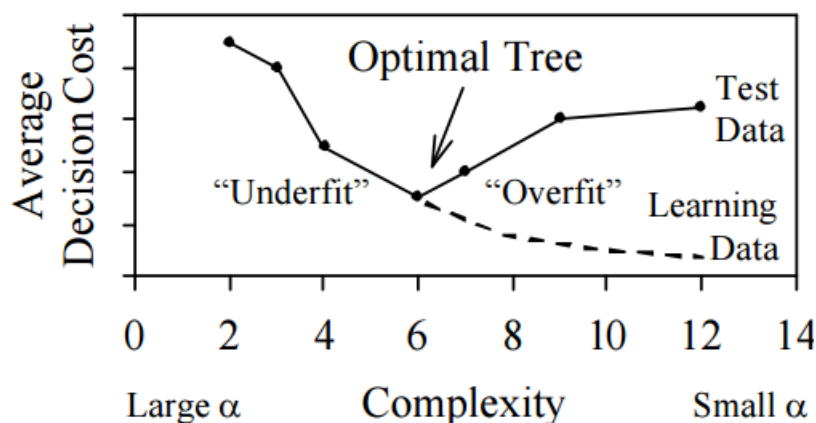 Average
Decision Cost
Optimal Tree
Test
Data
“Underfit”
“Overfit”
Learning
Data
0 2 4 6 8 10 12 14
Large α Complexity Small α